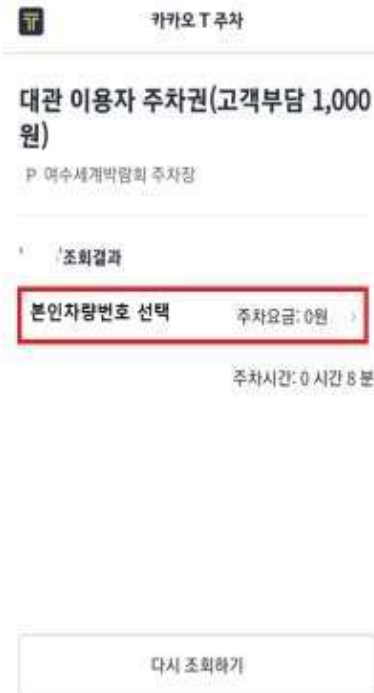 카카오 T 주차
대관 이용자 주차권(고객부담 1,000
원)
P 여수세계박람회 주차장
' '조회결과
본인차량번호 선택 주차요금: 0원 >
주차시간: 0 시간 8 분
다시 조회하기